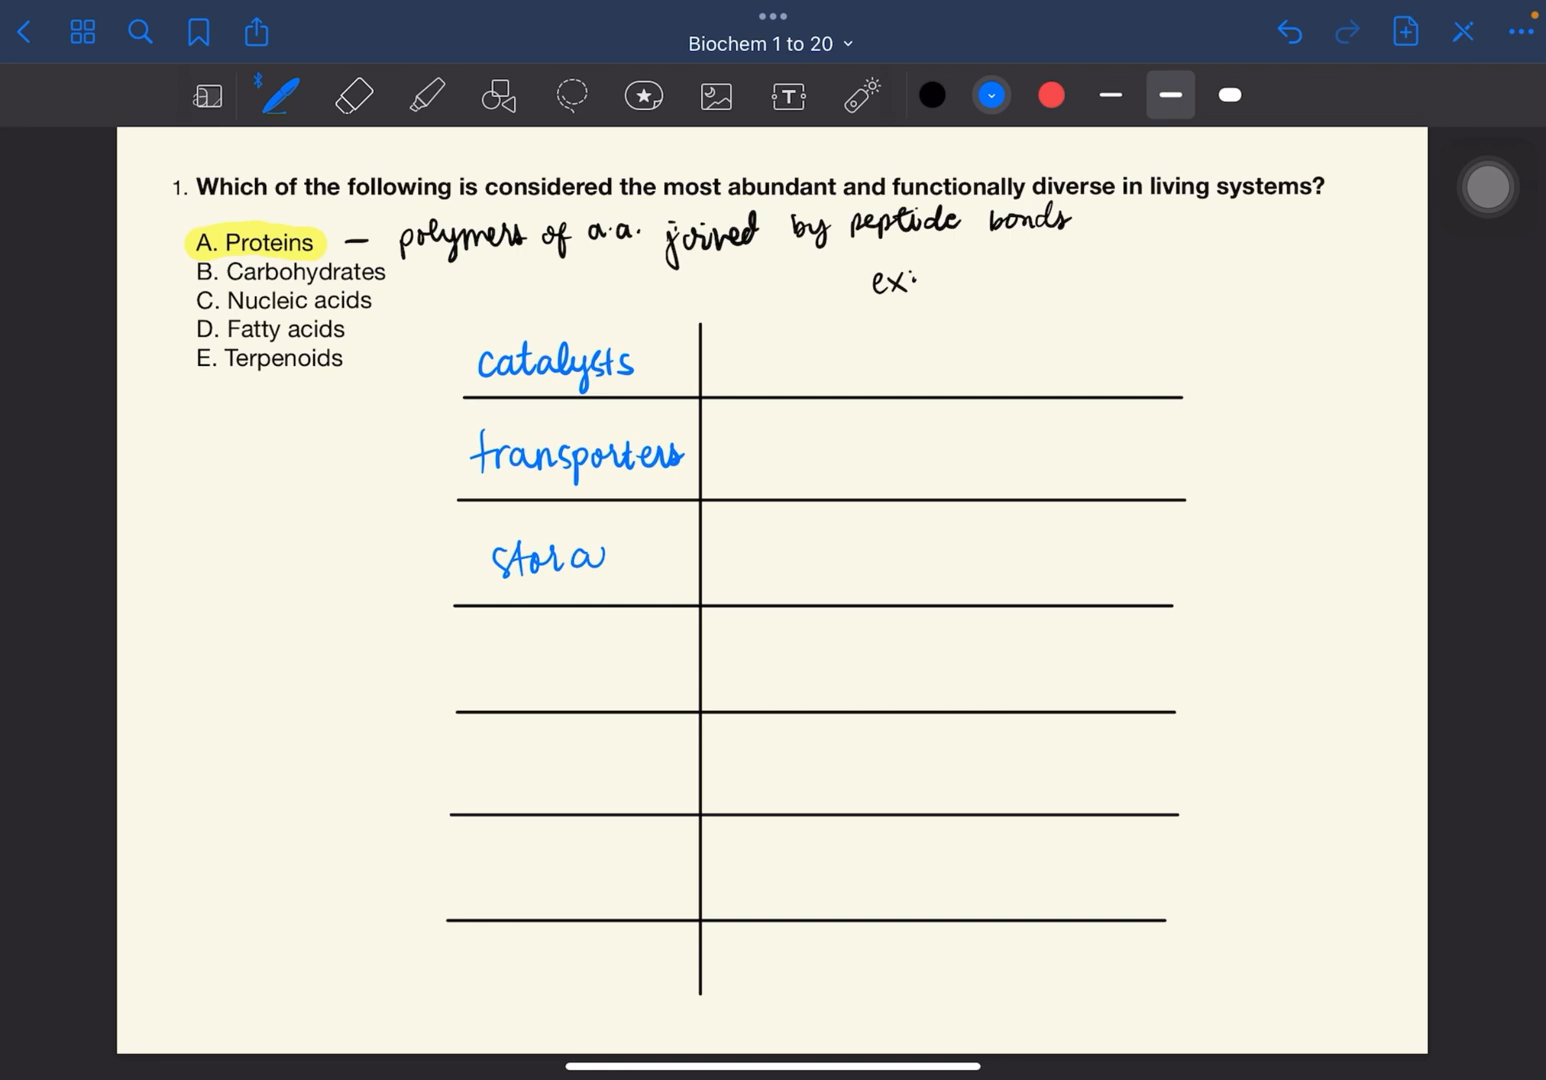 Biochem 1 to 20
1. Which of the following is considered the most abundant and functionally diverse in living systems?
A. Proteins — polymers of a.a. joined by peptide bonds
B. Carbohydrates
ex:
C. Nucleic acids
D. Fatty acids
E. Terpenoids
catalysts
transporters
stora